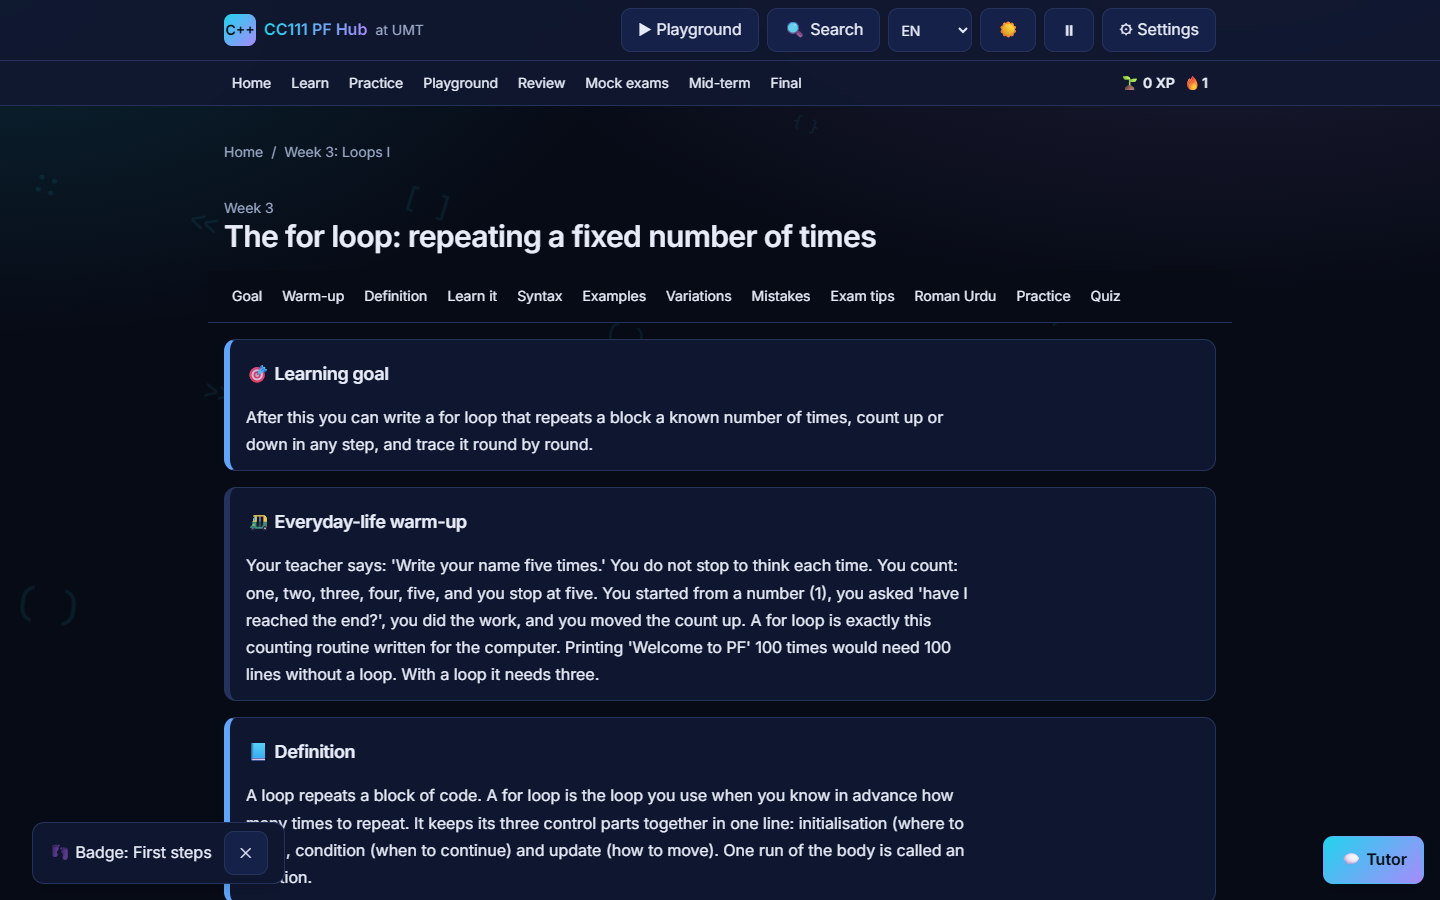 C++ CC111 PF Hub at UMT
▶ Playground
Search
EN
Settings
Home Learn Practice Playground Review Mock exams Mid-term Final
0 XP 1
Home / Week 3: Loops I
Week 3
The for loop: repeating a fixed number of times
Goal Warm-up Definition Learn it Syntax Examples Variations Mistakes Exam tips Roman Urdu Practice Quiz
Learning goal
After this you can write a for loop that repeats a block a known number of times, count up or
down in any step, and trace it round by round.
Everyday-life warm-up
Your teacher says: 'Write your name five times.' You do not stop to think each time. You count:
one, two, three, four, five, and you stop at five. You started from a number (1), you asked 'have I
reached the end?', you did the work, and you moved the count up. A for loop is exactly this
counting routine written for the computer. Printing 'Welcome to PF' 100 times would need 100
lines without a loop. With a loop it needs three.
Definition
A loop repeats a block of code. A for loop is the loop you use when you know in advance how
many times to repeat. It keeps its three control parts together in one line: initialisation (where to
, condition (when to continue) and update (how to move). One run of the body is called an
Badge: First steps ×
Tutor